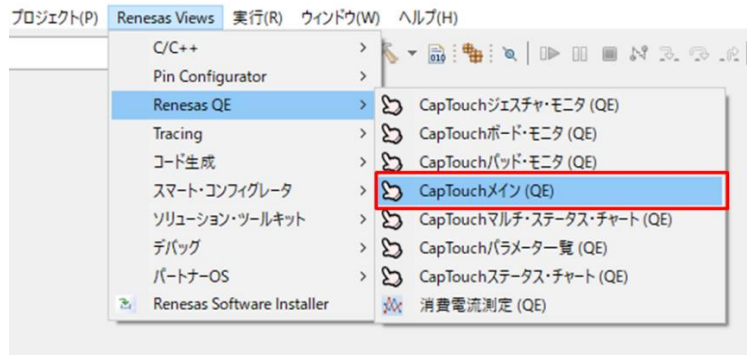 プロジェクト(P) Renesas Views 実行(R) ウィンドウ(W) ヘルプ(H)
C/C++ >
Pin Configurator >
Renesas QE >
Tracing >
コード生成 >
スマート・コンフィグレータ >
ソリューション・ツールキット >
デバッグ >
パートナーOS >
Renesas Software Installer
010
CapTouchジェスチャ・モニタ (QE)
CapTouchボード・モニタ (QE)
CapTouchパッド・モニタ (QE)
CapTouchメイン (QE)
CapTouchマルチ・ステータス・チャート (QE)
CapTouchパラメーター覧 (QE)
CapTouchステータス・チャート (QE)
消費電流測定 (QE)